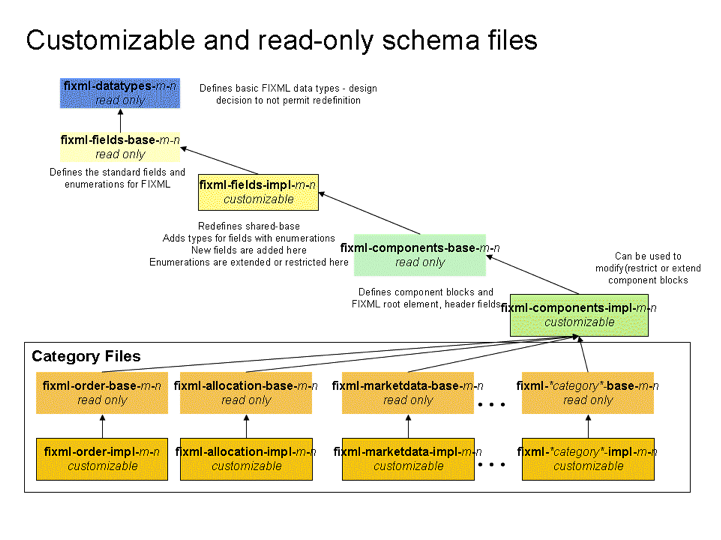 Customizable and read-only schema files
fixml-datatypes-m-n
read only
Defines basic FIXML data types - design
decision to not permit redefinition
fixml-fields-base-m-n
read only
Defines the standard fields and
enumerations for FIXML
fixml-fields-impl-m-n
customizable
Redefines shared-base
Adds types for fields with enumerations
New fields are added here
Enumerations are extended or restricted here
fixml-components-base-m-n
read only
Can be used to
modify(restrict or extend
component blocks
Defines component blocks and
FIXML root element, header fields
fixml-components-impl-m-n
customizable
Category Files
fixml-order-base-m-n
read only
fixml-allocation-base-m-n
read only
fixml-marketdata-base-m-n
read only
...
fixml-*category*-base-m-n
read only
fixml-order-impl-m-n
customizable
fixml-allocation-impl-m-n
customizable
fixml-marketdata-impl-m-n
customizable
...
fixml-*category*-impl-m-n
customizable